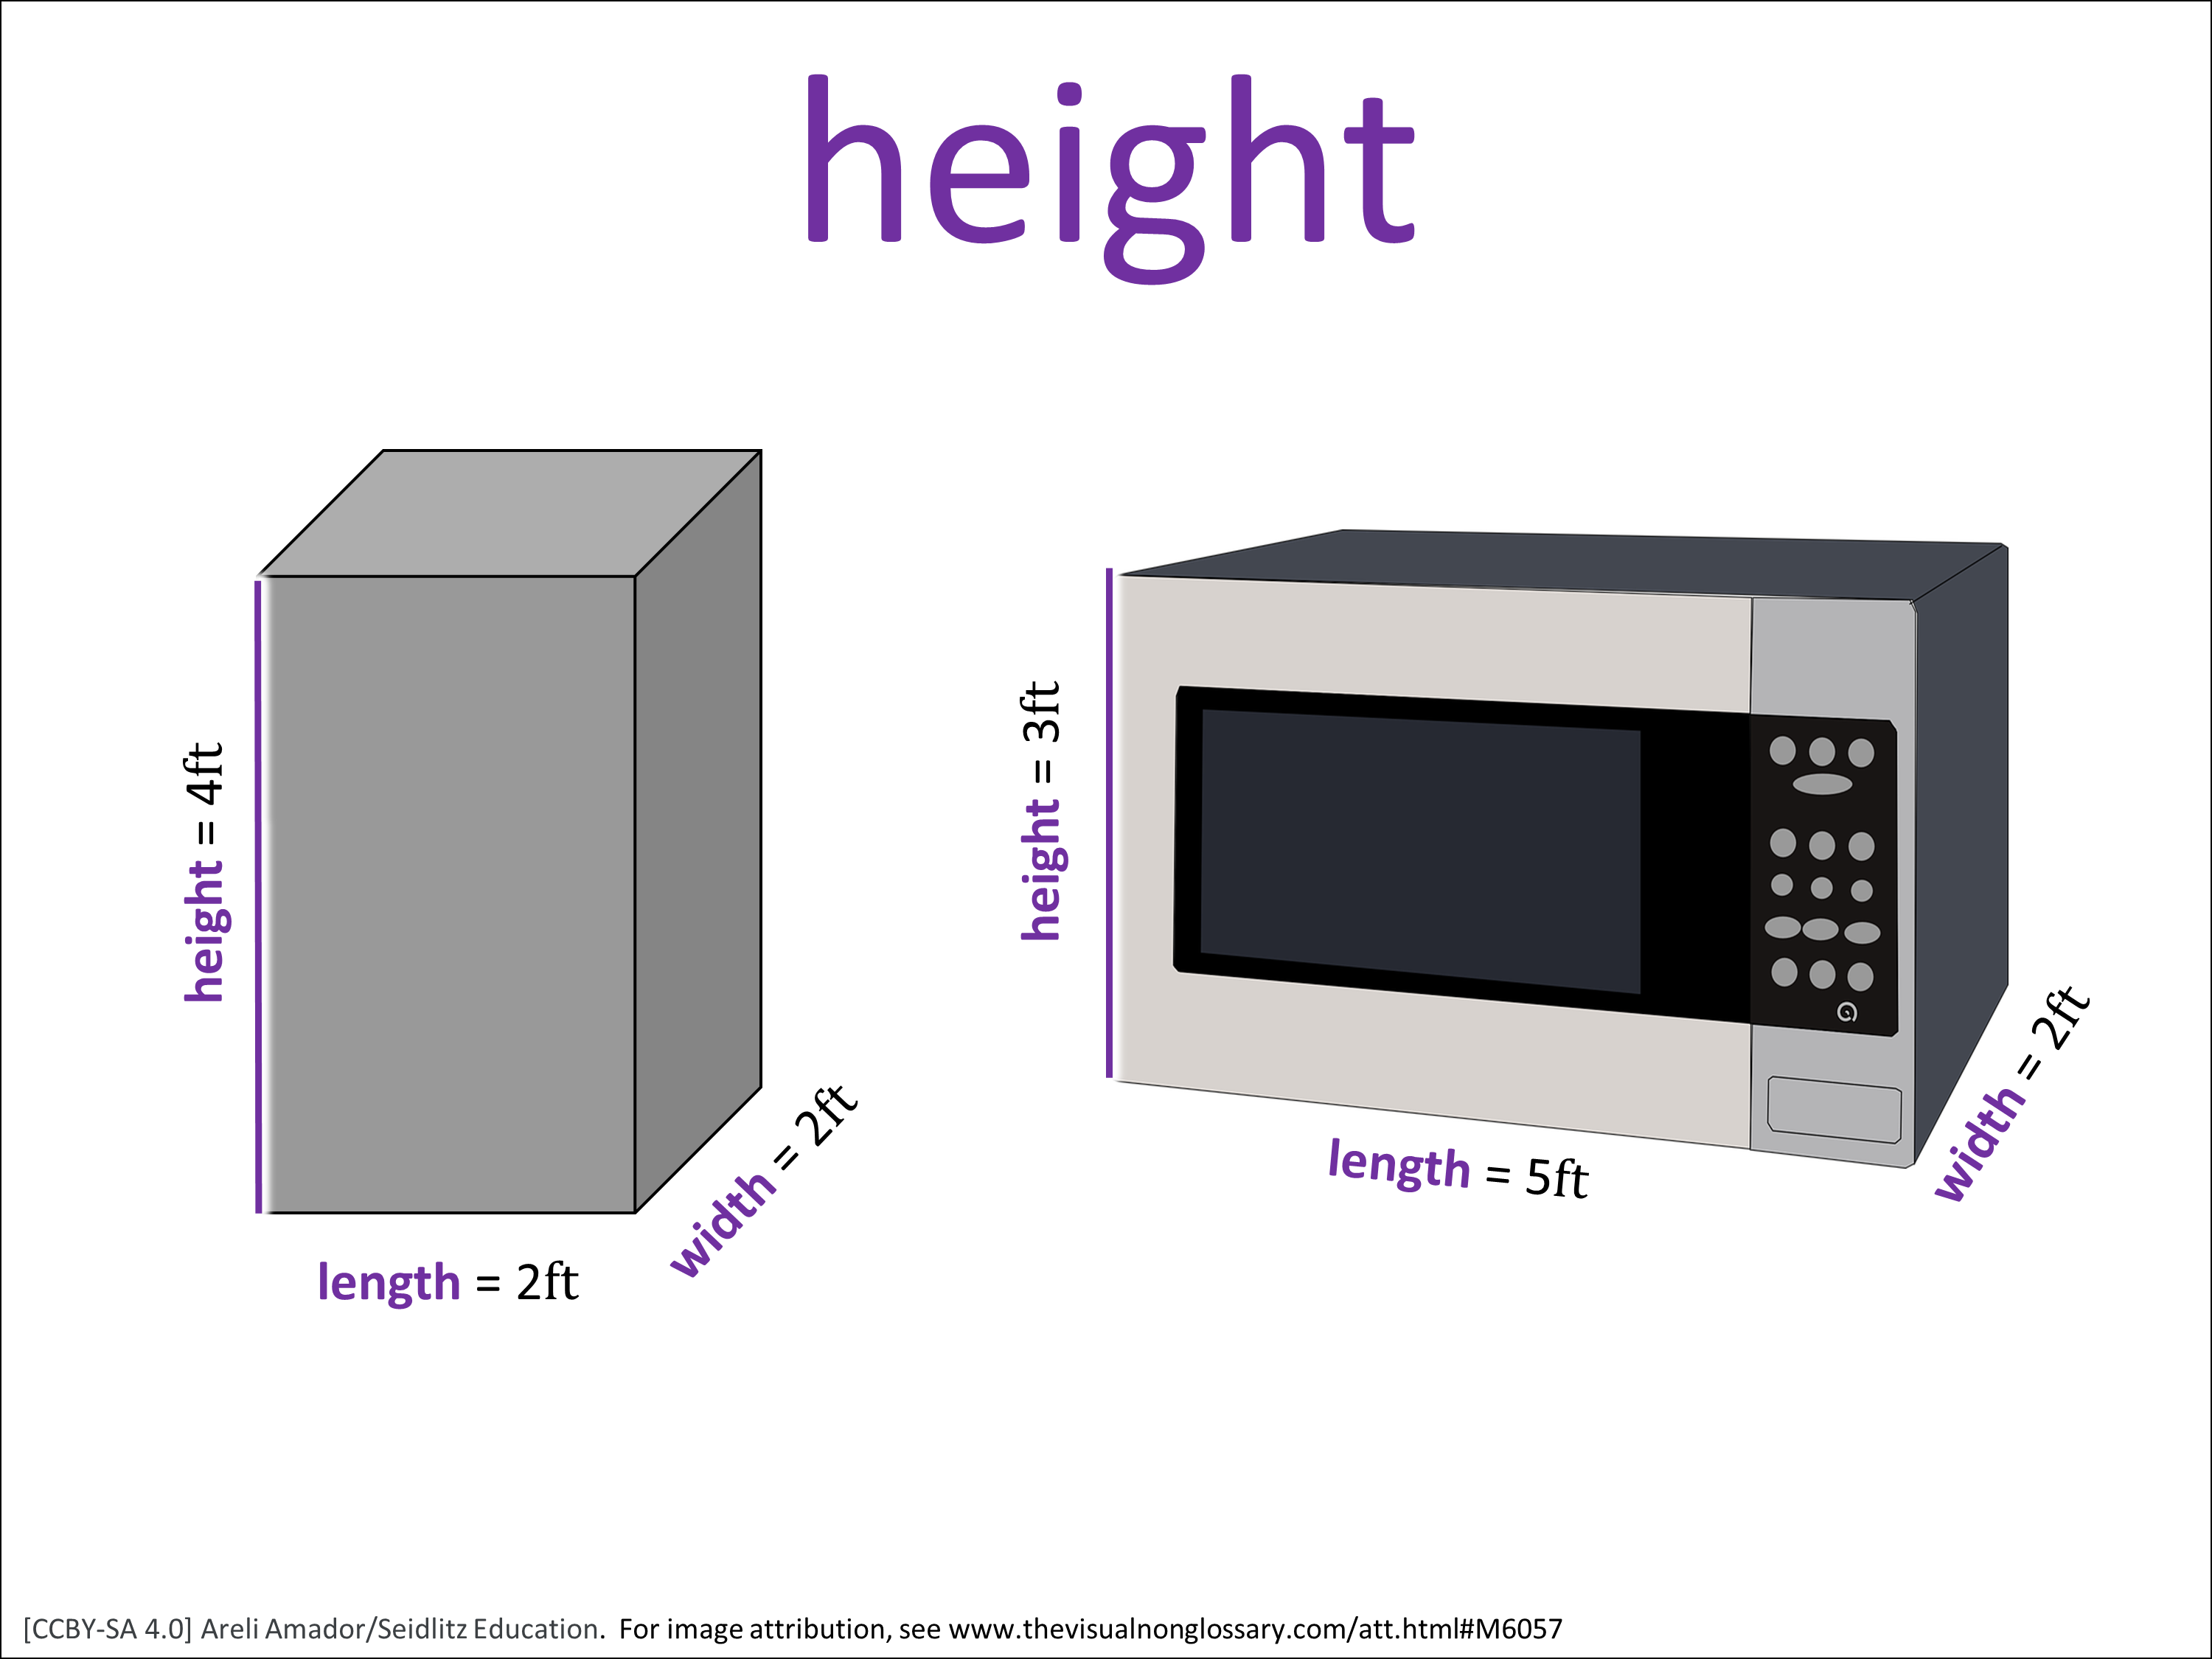 height
height = 4ft
length = 2ft
width = 2ft
height = 3ft
length = 5ft
width = 2ft
[CCBY-SA 4.0] Areli Amador/Seidlitz Education.  For image attribution, see www.thevisualnonglossary.com/att.html#M6057